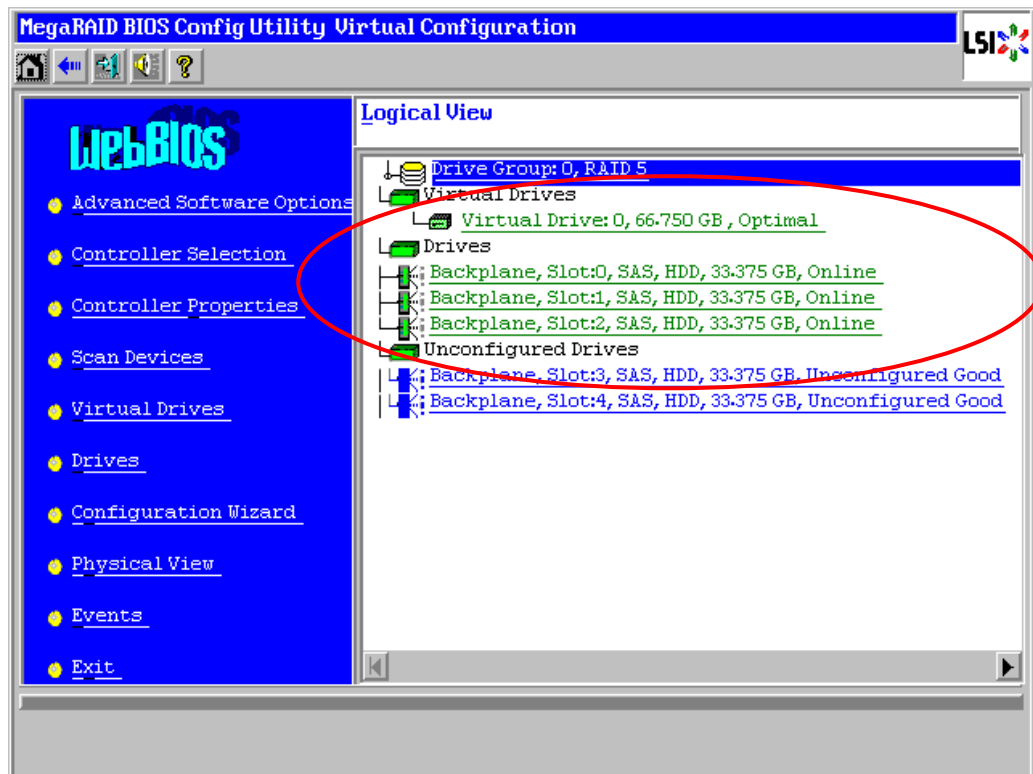 MegaRAID BIOS Config Utility Virtual Configuration
LSI
?
WebBIOS
Advanced Software Options
Controller Selection
Controller Properties
Scan Devices
Virtual Drives
Drives
Configuration Wizard
Physical View
Events
Exit
Logical View
Drive Group: 0, RAID 5
Virtual Drives
Virtual Drive: 0, 66.750 GB , Optimal
Drives
Backplane, Slot:0, SAS, HDD, 33.375 GB, Online
Backplane, Slot:1, SAS, HDD, 33.375 GB, Online
Backplane, Slot:2, SAS, HDD, 33.375 GB, Online
Unconfigured Drives
Backplane, Slot:3, SAS, HDD, 33.375 GB, Unconfigured Good
Backplane, Slot:4, SAS, HDD, 33.375 GB, Unconfigured Good